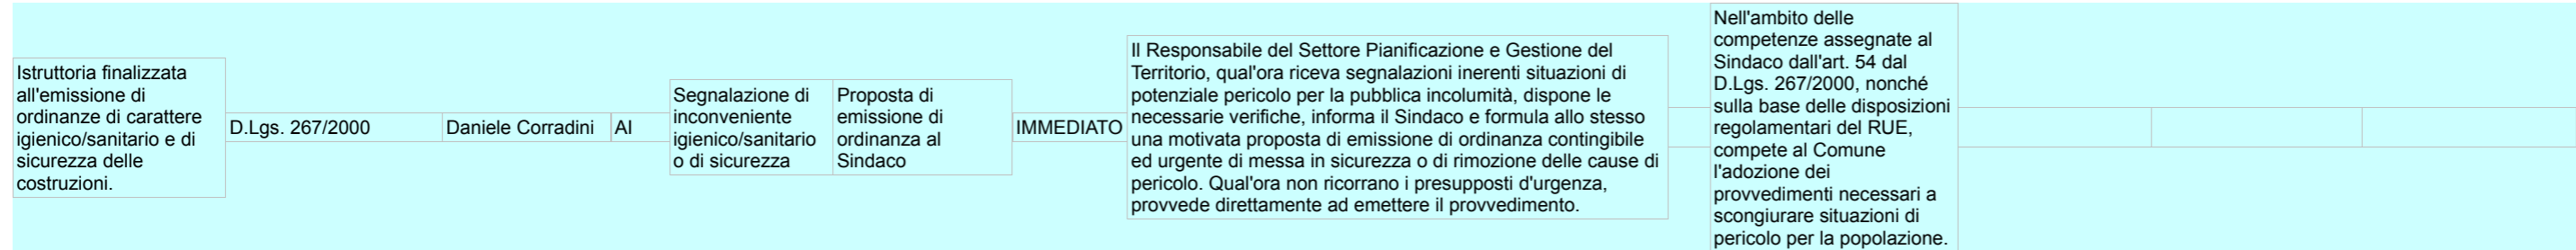 Istruttoria finalizzata
all'emissione di
ordinanze di carattere
igienico/sanitario e di
sicurezza delle
costruzioni.
D.Lgs. 267/2000
Daniele Corradini
AI
Segnalazione di
inconveniente
igienico/sanitario
o di sicurezza
Proposta di
emissione di
ordinanza al
Sindaco
IMMEDIATO
Il Responsabile del Settore Pianificazione e Gestione del
Territorio, qual'ora riceva segnalazioni inerenti situazioni di
potenziale pericolo per la pubblica incolumità, dispone le
necessarie verifiche, informa il Sindaco e formula allo stesso
una motivata proposta di emissione di ordinanza contingibile
ed urgente di messa in sicurezza o di rimozione delle cause di
pericolo. Qual'ora non ricorrano i presupposti d'urgenza,
provvede direttamente ad emettere il provvedimento.
Nell'ambito delle
competenze assegnate al
Sindaco dall'art. 54 dal
D.Lgs. 267/2000, nonché
sulla base delle disposizioni
regolamentari del RUE,
compete al Comune
l'adozione dei
provvedimenti necessari a
scongiurare situazioni di
pericolo per la popolazione.